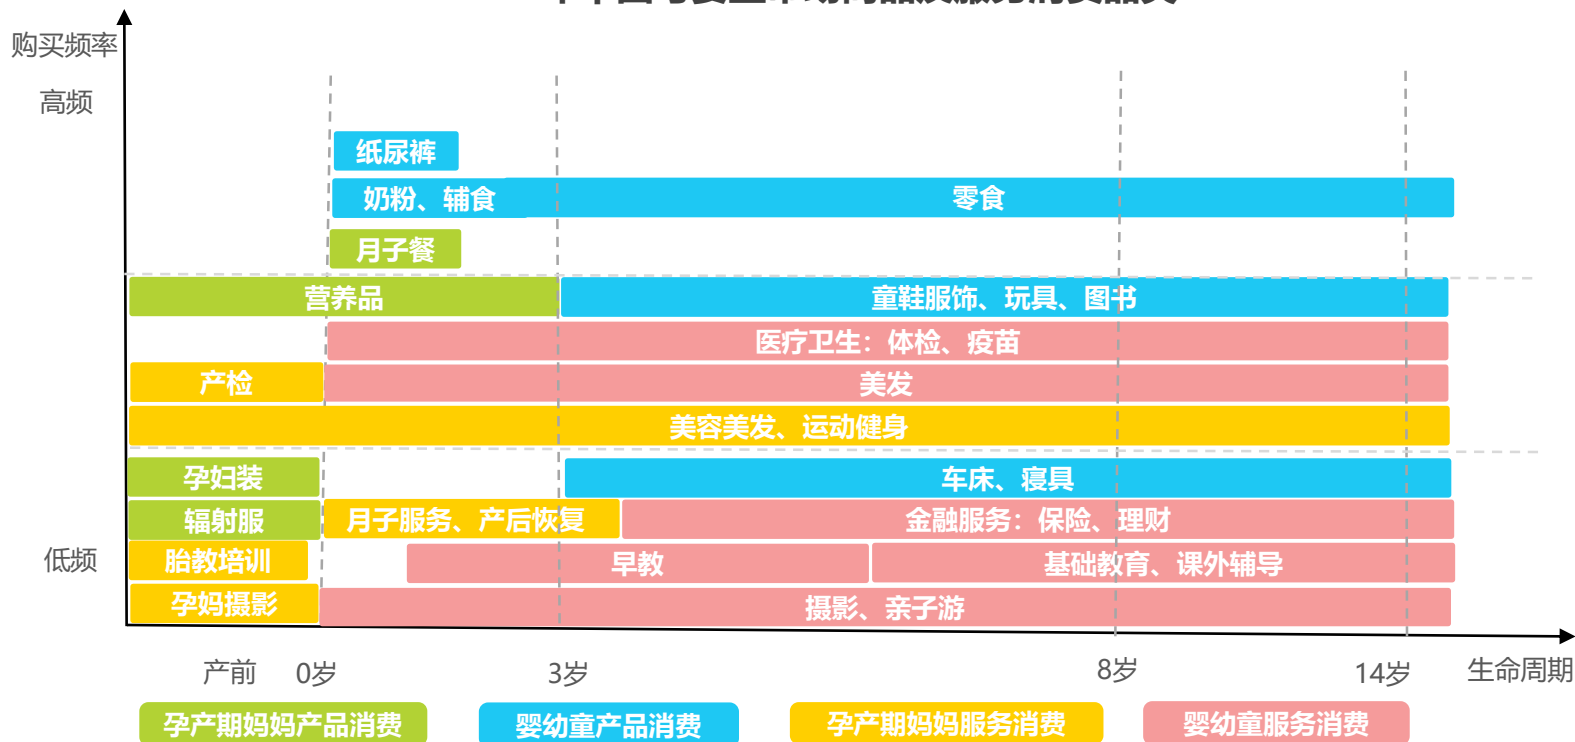 购买频率
高频
纸尿裤
奶粉、辅食
零食
月子餐
营养品
童鞋服饰、玩具、图书
医疗卫生：体检、疫苗
产检
美发
美容美发、运动健身
孕妇装
车床、寝具
辐射服
月子服务、产后恢复
金融服务：保险、理财
低频
胎教培训
早教
基础教育、课外辅导
孕妈摄影
摄影、亲子游
产前
0岁
3岁
8岁
14岁
生命周期
孕产期妈妈产品消费
婴幼童产品消费
孕产期妈妈服务消费
婴幼童服务消费